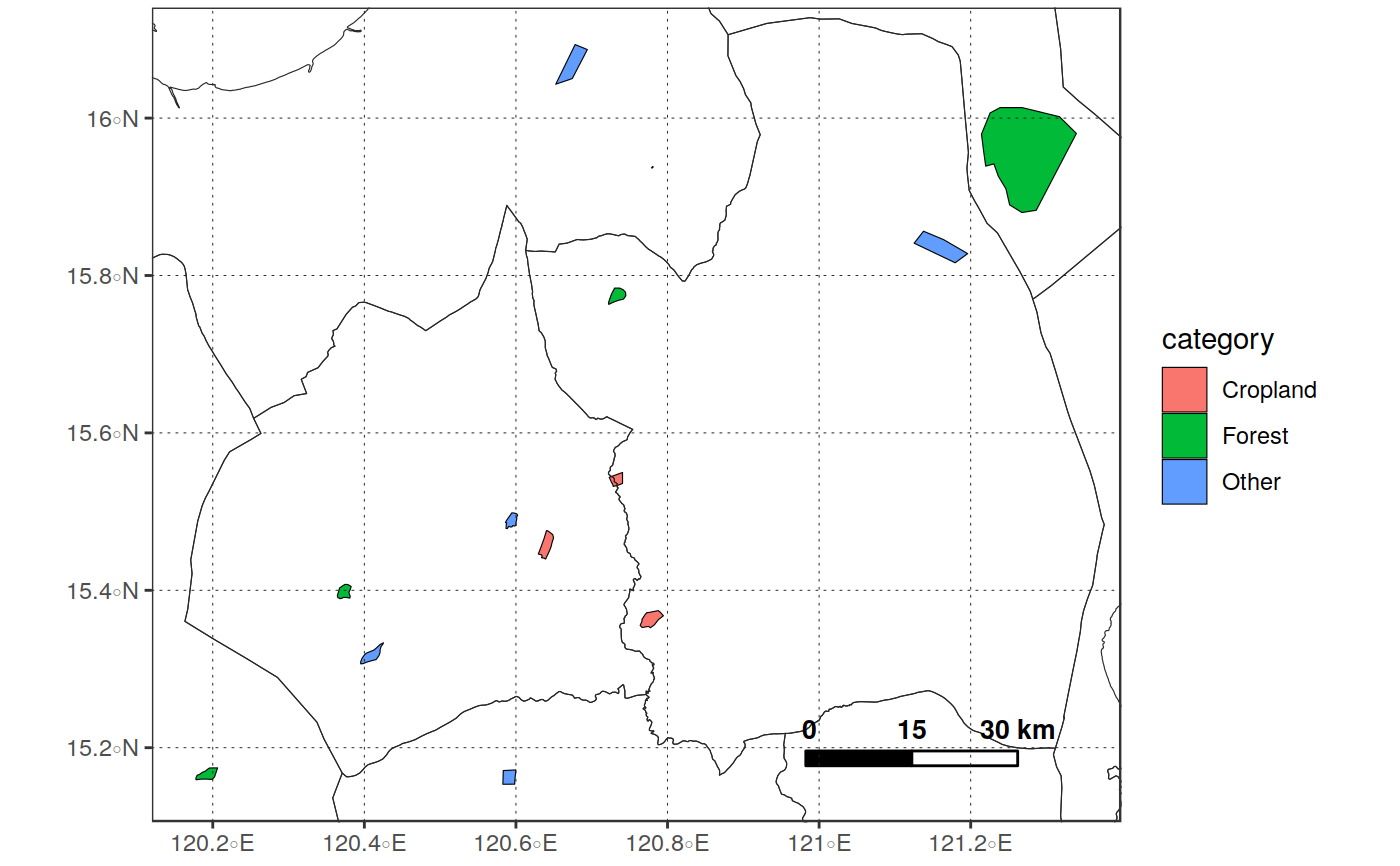 16◦N
15.8◦N
15.6◦N
15.4◦N
15.2◦N
0 15 30 km
120.2◦E 120.4◦E 120.6◦E 120.8◦E 121◦E 121.2◦E
category
Cropland
Forest
Other